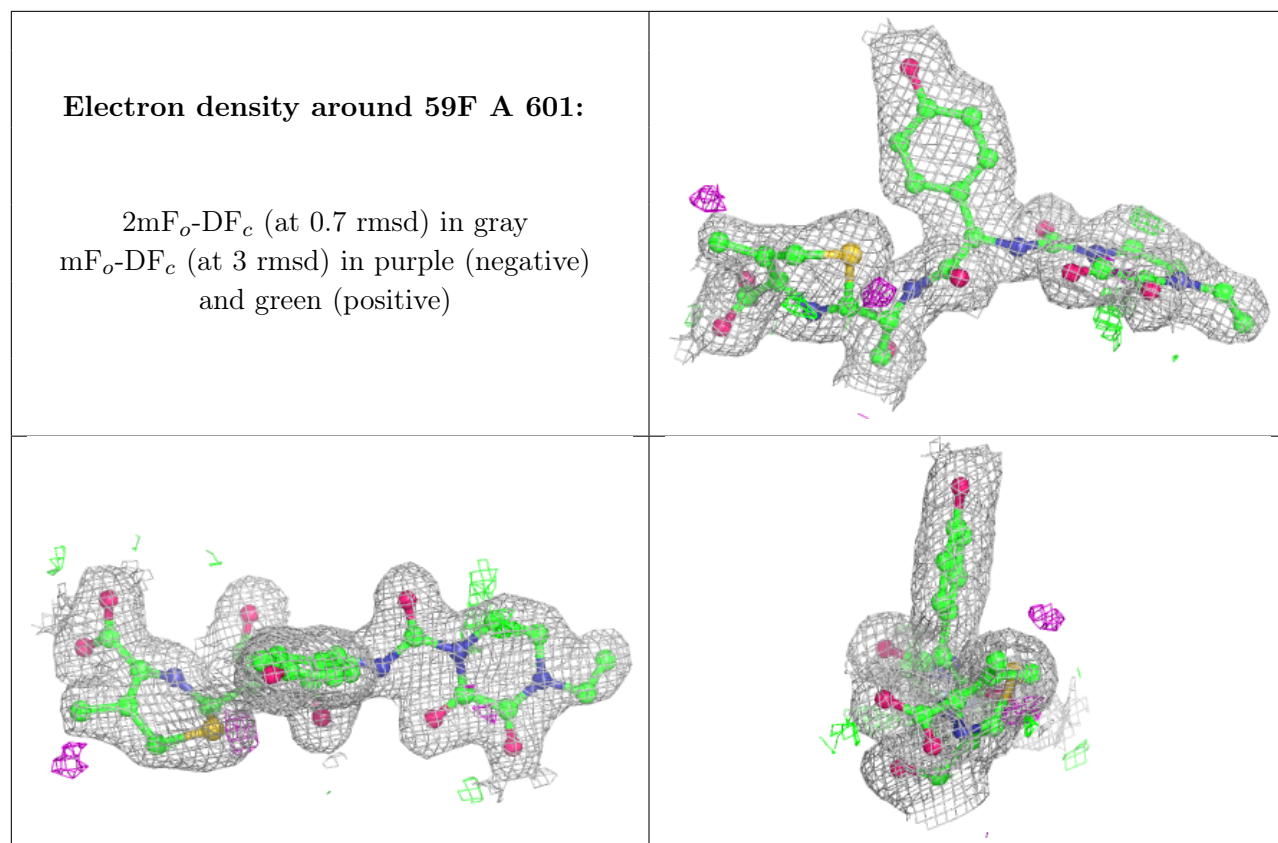 Electron density around 59F A 601:
2mFo-DFc (at 0.7 rmsd) in gray
mFo-DFc (at 3 rmsd) in purple (negative)
and green (positive)